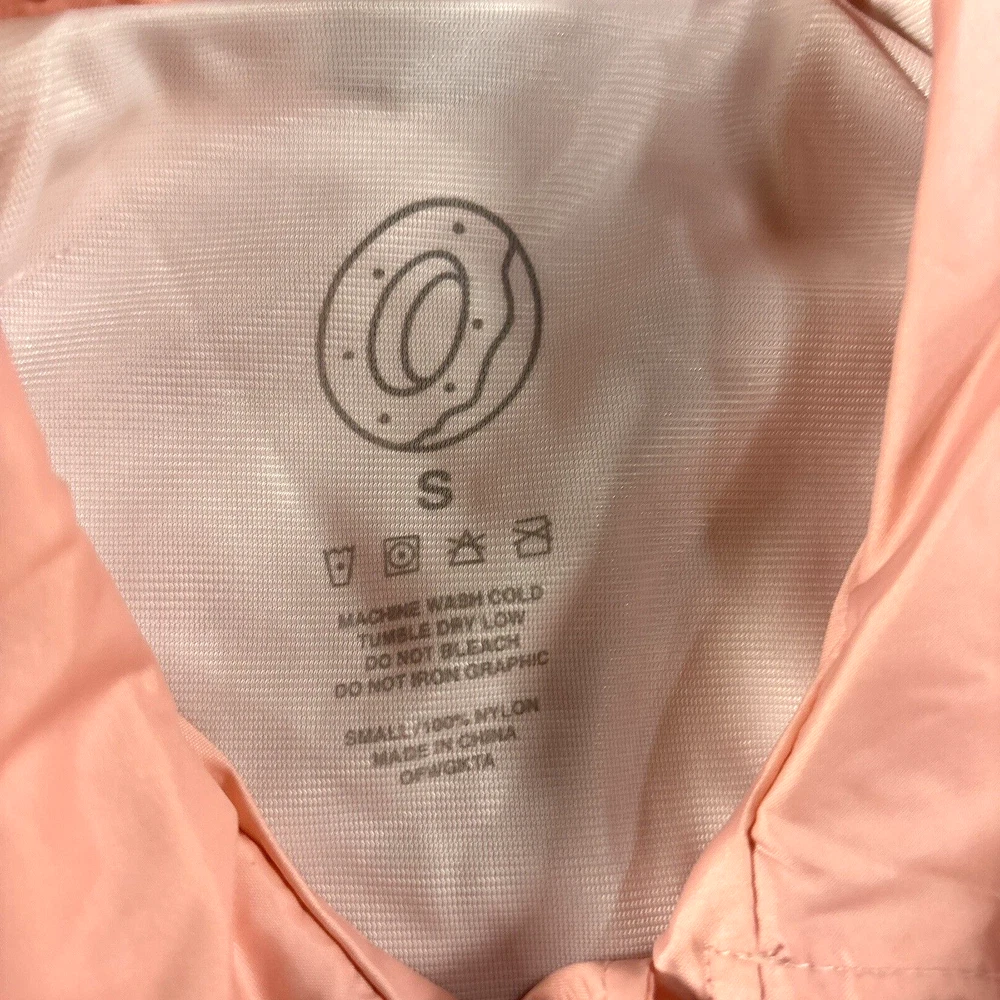 S
MACHINE WASH COLD
TUMBLE DRY LOW
DO NOT BLEACH
DO NOT IRON GRAPHIC
SMALL/100% NYLON
MADE IN CHINA
OFWGKTA